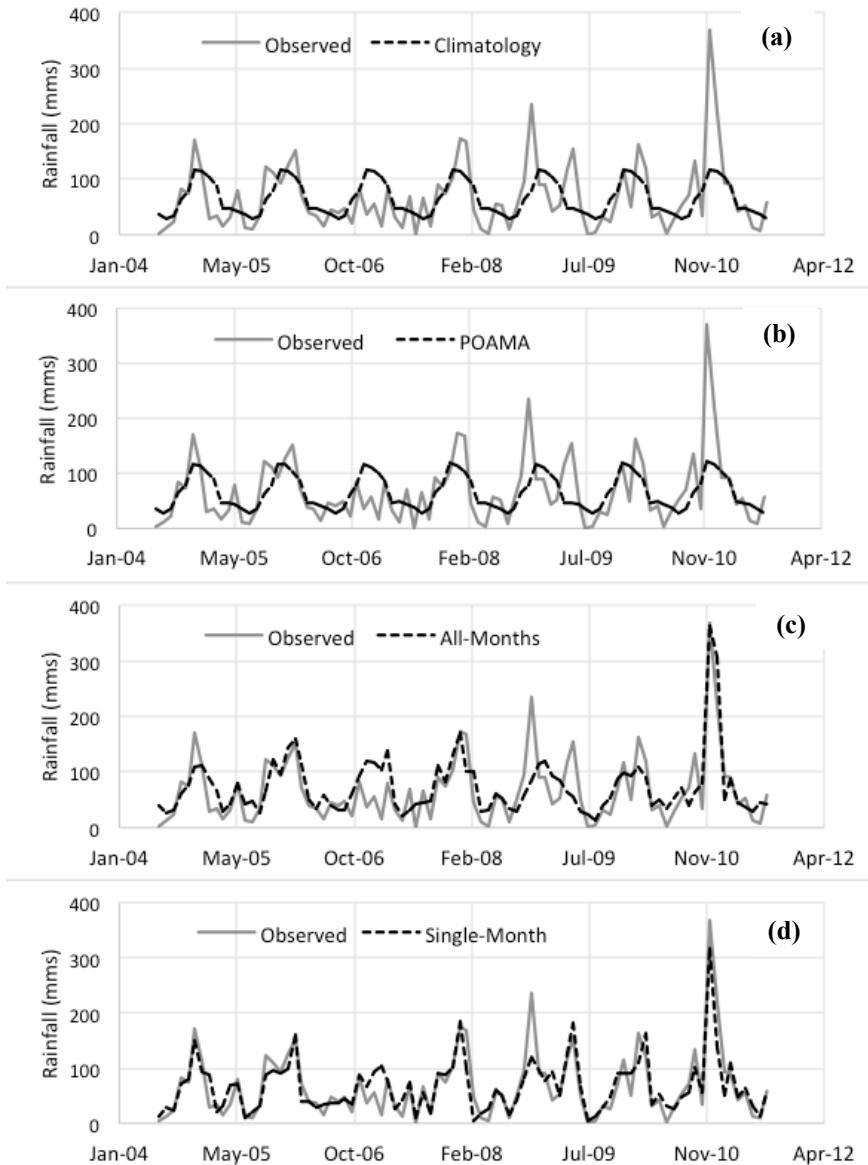 400
Observed Climatology (a)
300
Rainfall (mms)
200
100
0
Jan-04 May-05 Oct-06 Feb-08 Jul-09 Nov-10 Apr-12
400
Observed POAMA (b)
300
Rainfall (mms)
200
100
0
Jan-04 May-05 Oct-06 Feb-08 Jul-09 Nov-10 Apr-12
400
Observed All-Months (c)
300
Rainfall (mms)
200
100
0
Jan-04 May-05 Oct-06 Feb-08 Jul-09 Nov-10 Apr-12
400
Observed Single-Month (d)
300
Rainfall (mms)
200
100
0
Jan-04 May-05 Oct-06 Feb-08 Jul-09 Nov-10 Apr-12